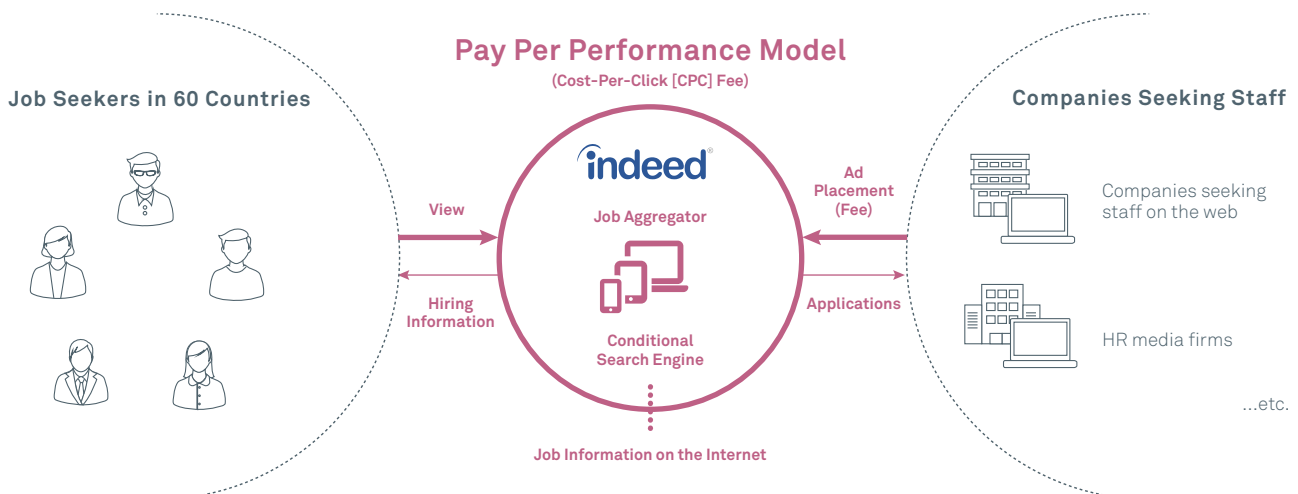 Pay Per Performance Model
(Cost-Per-Click [CPC] Fee)
Job Seekers in 60 Countries
Companies Seeking Staff
indeed®
Job Aggregator
Conditional
Search Engine
Job Information on the Internet
View
Hiring
Information
Ad
Placement
(Fee)
Applications
Companies seeking
staff on the web
HR media firms
...etc.